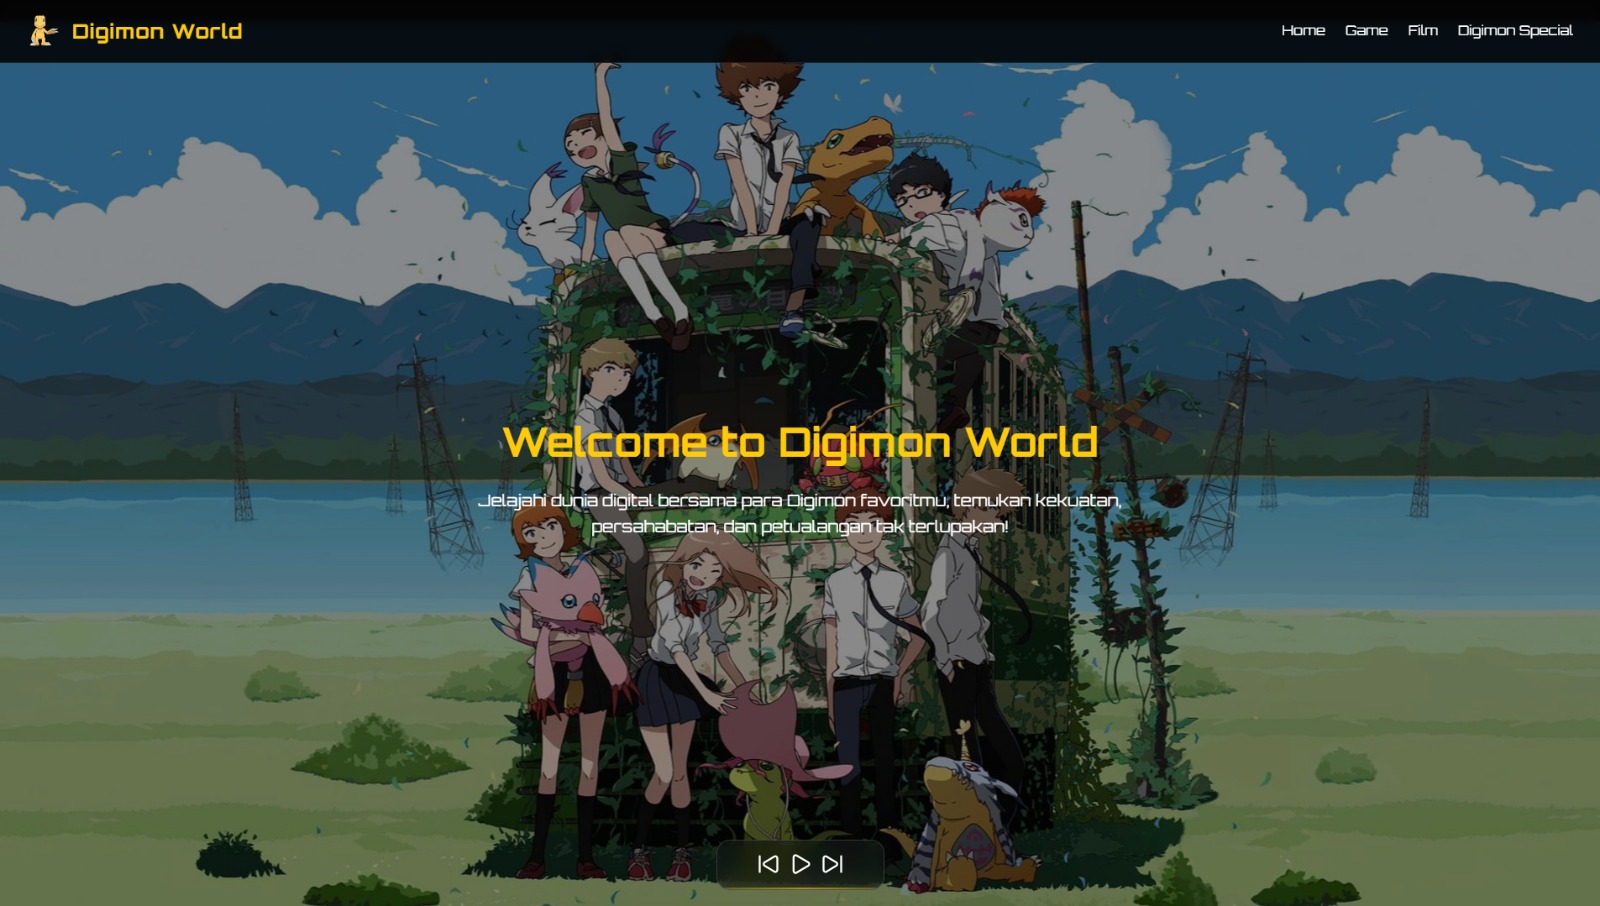 Digimon World
Home Game Film Digimon Special
Welcome to Digimon World
Jelajahi dunia digital bersama para Digimon favoritmu, temukan kekuatan,
persahabatan, dan petualangan tak terlupakan!